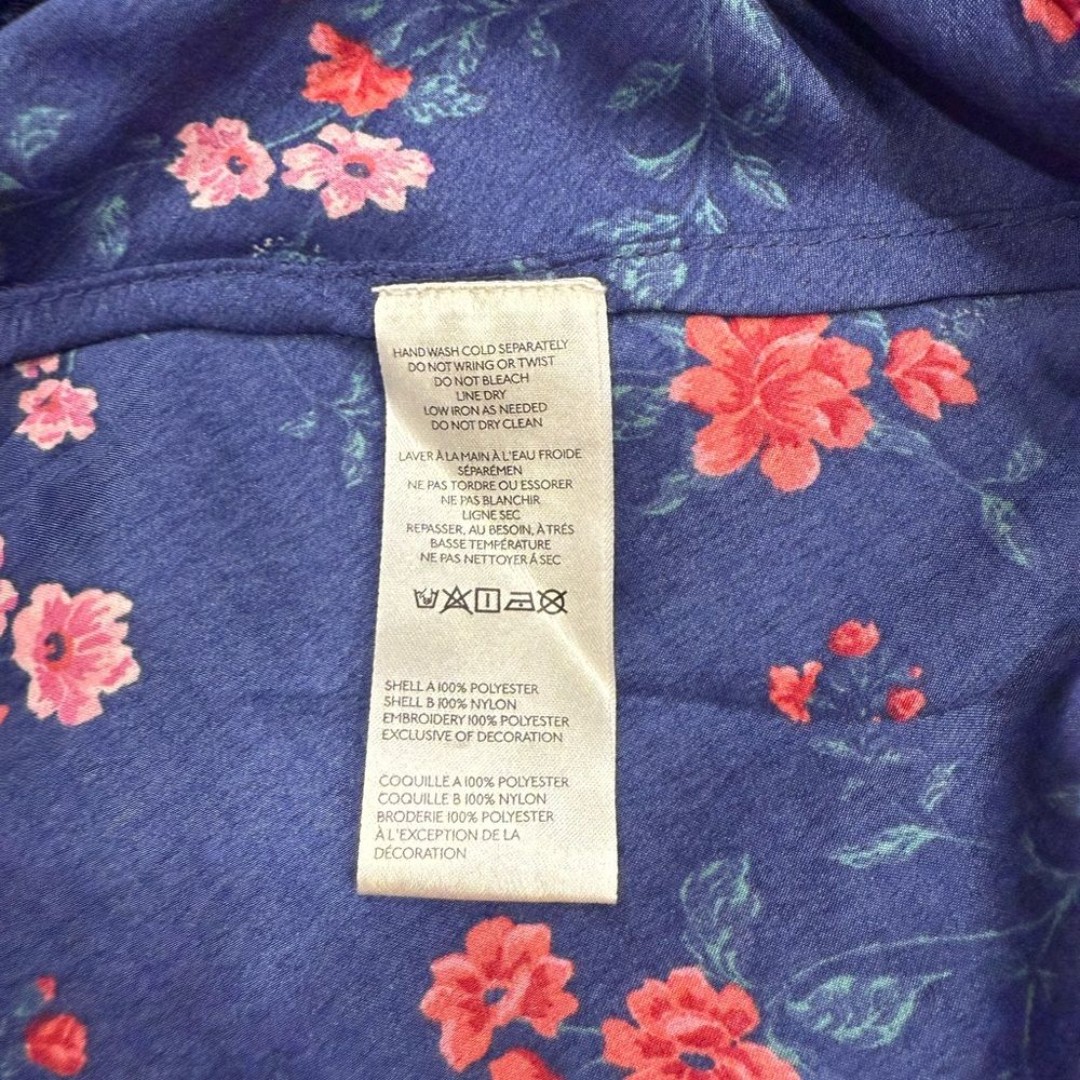 HAND WASH COLD SEPARATELY
DO NOT WRING OR TWIST
DO NOT BLEACH
LINE DRY
LOW IRON AS NEEDED
DO NOT DRY CLEAN
LAVER À LA MAIN À L'EAU FROIDE
SÉPARÉMEN
NE PAS TORDRE OU ESSORER
NE PAS BLANCHIR
LIGNE SEC
REPASSER, AU BESOIN, À TRÉS
BASSE TEMPÉRATURE
NE PAS NETTOYER Á SEC
SHELL A 100% POLYESTER
SHELL B 100% NYLON
EMBROIDERY 100% POLYESTER
EXCLUSIVE OF DECORATION
COQUILLE A 100% POLYESTER
COQUILLE B 100% NYLON
BRODERIE 100% POLYESTER
À L'EXCEPTION DE LA
DÉCORATION